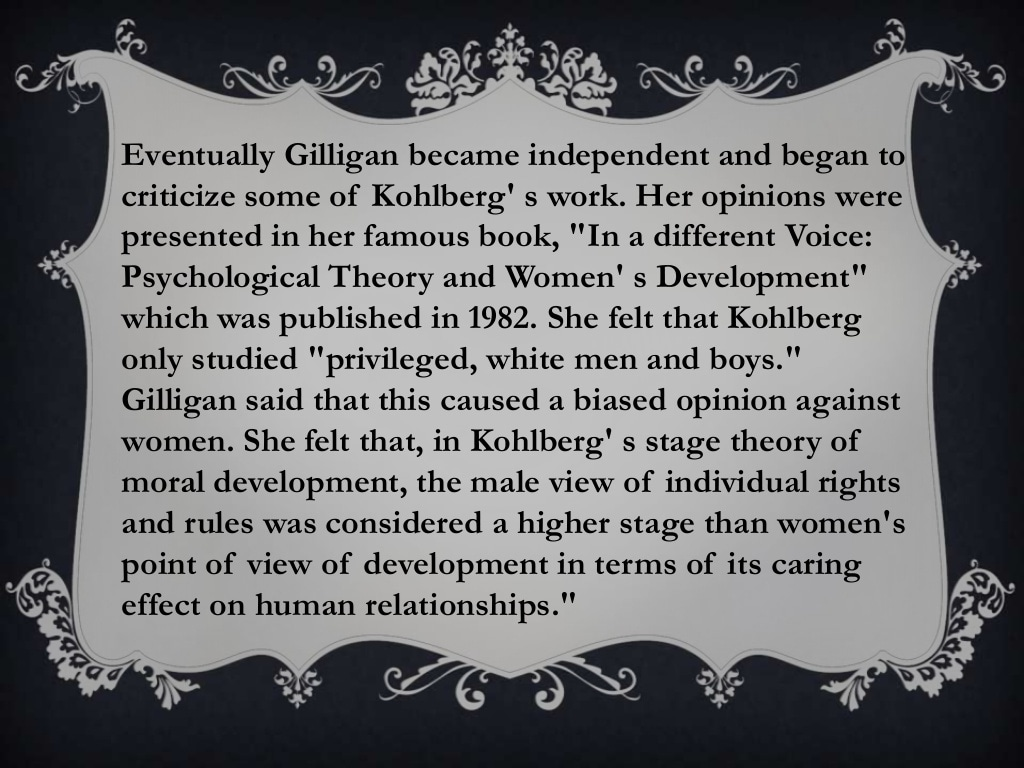 Eventually Gilligan became independent and began to
criticize some of Kohlberg' s work. Her opinions were
presented in her famous book, "In a different Voice:
Psychological Theory and Women' s Development"
which was published in 1982. She felt that Kohlberg
only studied "privileged, white men and boys."
Gilligan said that this caused a biased opinion against
women. She felt that, in Kohlberg' s stage theory of
moral development, the male view of individual rights
and rules was considered a higher stage than women's
point of view of development in terms of its caring
effect on human relationships."